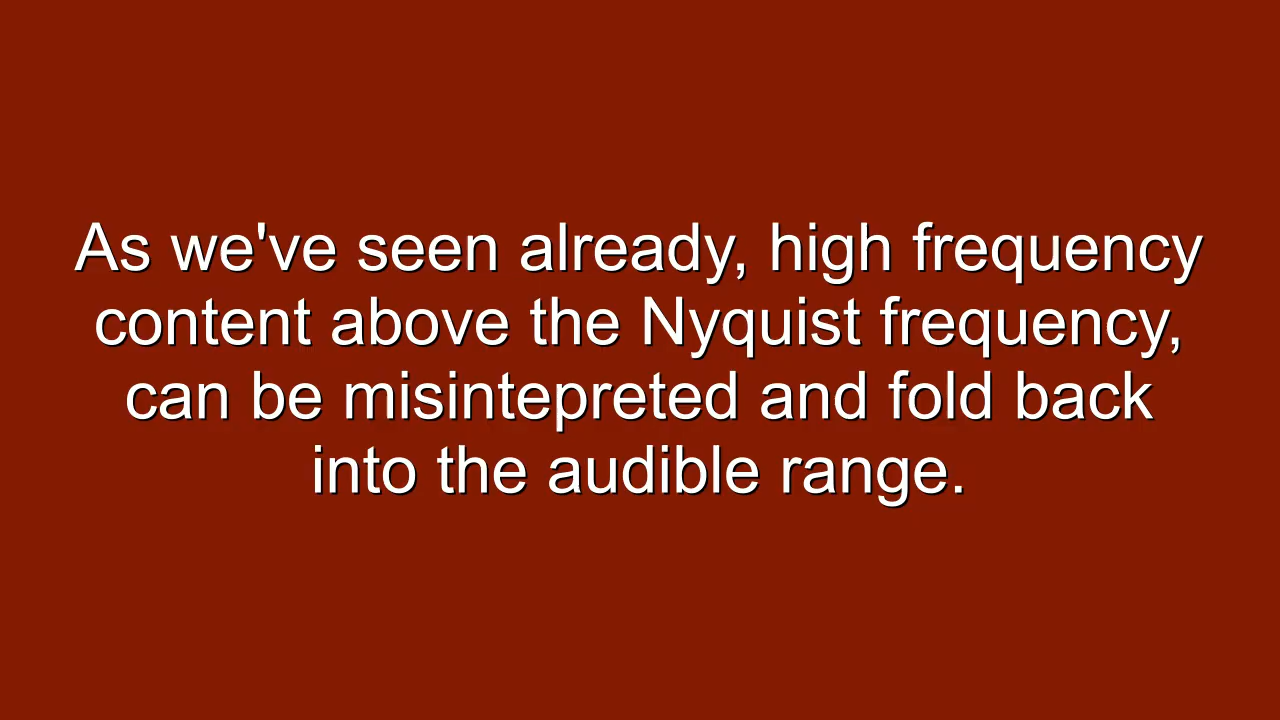 As we've seen already, high frequency
content above the Nyquist frequency,
can be misintepreted and fold back
into the audible range.